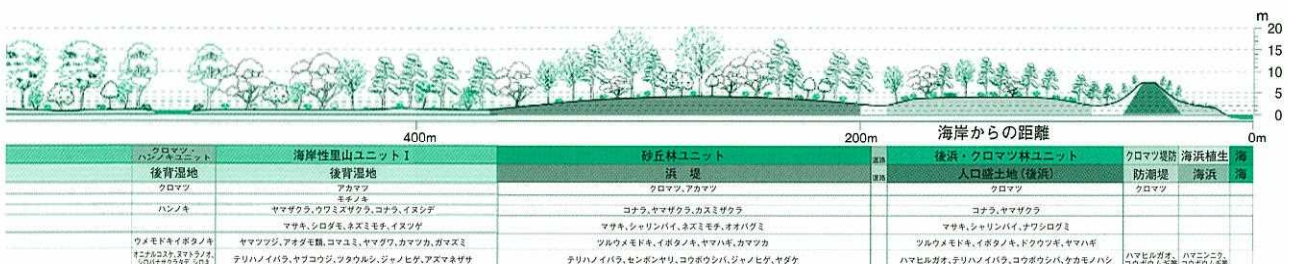 m
20
15
10
5
0
400m
200m
海岸からの距離
0m
クロマツ・
ハンノキユニット
海岸性里山ユニット I
砂丘林ユニット
道路
後浜・クロマツ林ユニット
クロマツ堤防
海浜植生
海
後背湿地
後背湿地
浜 堤
道路
人口盛土地(後浜)
防潮堤
海浜
海
クロマツ
アカマツ
クロマツ、アカマツ
クロマツ
クロマツ
モチノキ
ハンノキ
ヤマザクラ、ウワミズザクラ、コナラ、イヌシデ
コナラ、ヤマザクラ、カスミザクラ
コナラ、ヤマザクラ
マサキ、シロダモ、ネズミモチ、イヌツゲ
マサキ、シャリンバイ、ネズミモチ、オオバグミ
マサキ、シャリンバイ、ナワシログミ
ウメモドキイボタノキ
ヤマツツジ、アオダモ類、コマユミ、ヤマグワ、カマツカ、ガマズミ
ツルウメモドキ、イボタノキ、ヤマハギ、カマツカ
ツルウメモドキ、イボタノキ、ドクウツギ、ヤマハギ
オニナルコスゲ、ヌマトラノオ、
テリハノイバラ、ヤブコウジ、ツタウルシ、ジャノヒゲ、アズマネザサ
テリハノイバラ、センボンヤリ、コウボウシバ、ジャノヒゲ、ヤダケ
ハマヒルガオ、テリハノイバラ、コウボウシバ、ケカモノハシ
ハマヒルガオ、
ハマニンニク、